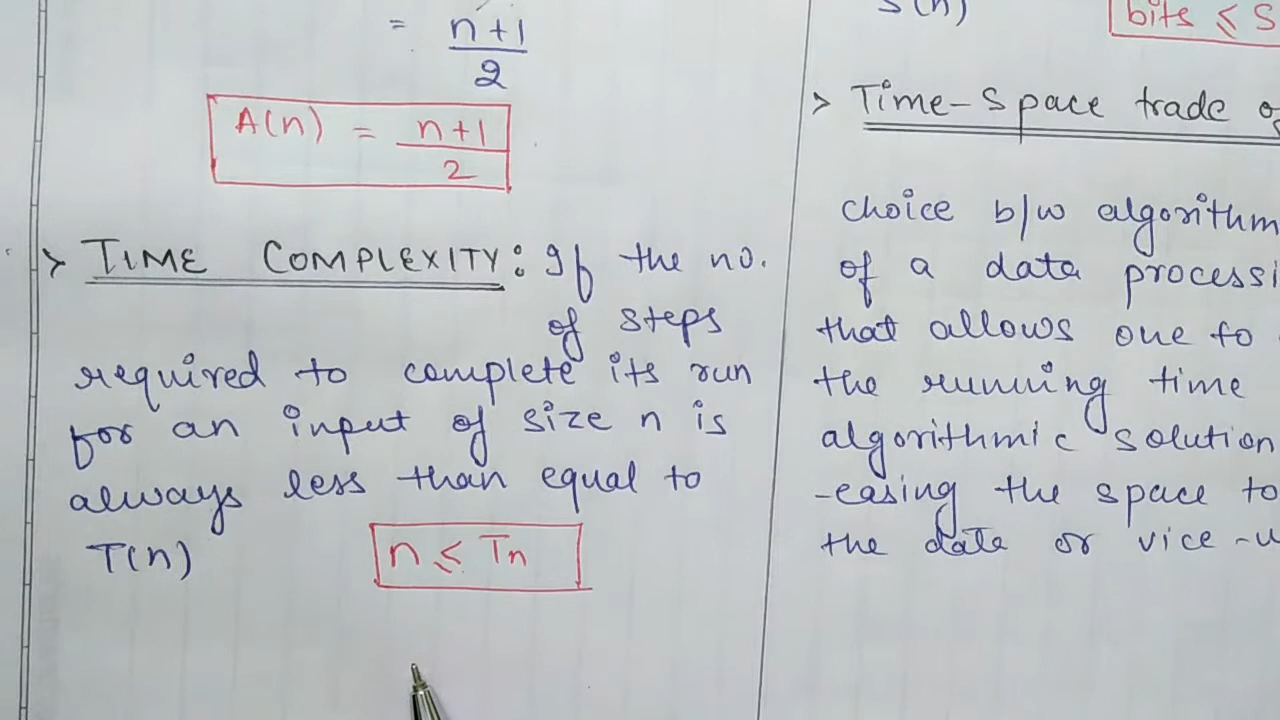 = n+1
2
A(n) = n+1
2
> TIME COMPLEXITY: If the no.
of steps
required to complete its run
for an input of size n is
always less than equal to
T(n)
n ≤ Tn
S(n)
bits ≤ S
> Time-Space trade
choice b/w algorithm
of a data processi
that allows one to
the running time
algorithmic solution
-easing the space to
the date or vice-v